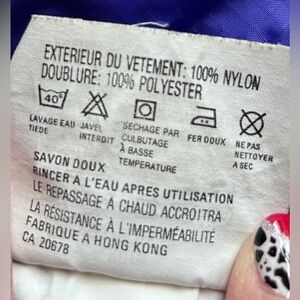 EXTERIEUR DU VETEMENT: 100% NYLON
DOUBLURE: 100% POLYESTER
40°
LAVAGE EAU TIEDE
JAVEL INTERDIT
SECHAGE PAR CULBUTAGE À BASSE TEMPERATURE
FER DOUX
NE PAS NETTOYER A SEC
SAVON DOUX
RINCER A L'EAU APRES UTILISATION
LE REPASSAGE A CHAUD ACCROITRA
LA RESISTANCE À L'IMPERMÉABILITÉ
FABRIQUE A HONG KONG
CA 20678